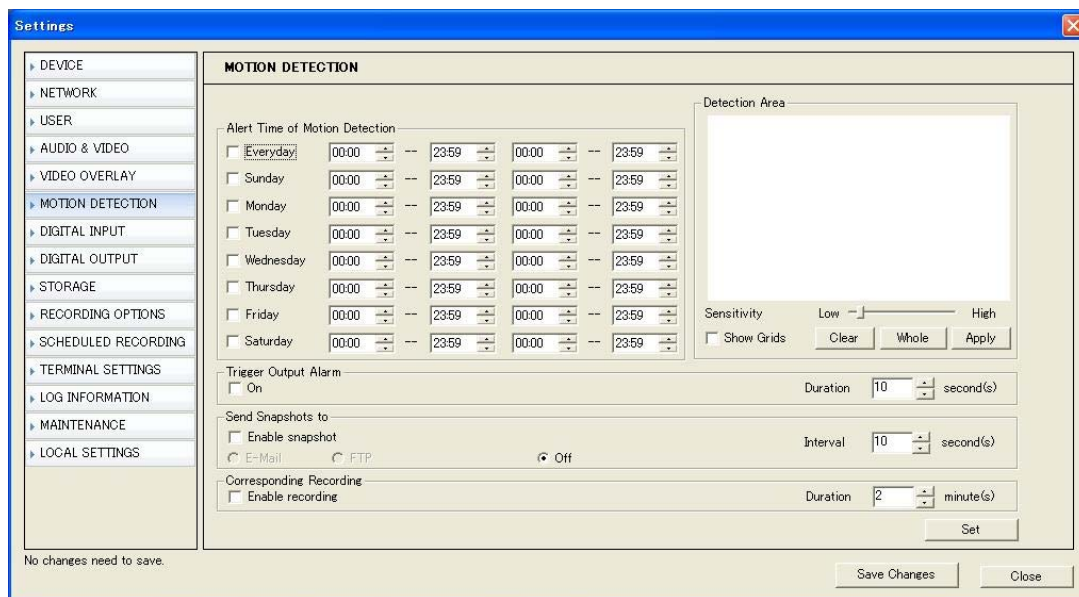 Settings
DEVICE
NETWORK
USER
AUDIO & VIDEO
VIDEO OVERLAY
MOTION DETECTION
DIGITAL INPUT
DIGITAL OUTPUT
STORAGE
RECORDING OPTIONS
SCHEDULED RECORDING
TERMINAL SETTINGS
LOG INFORMATION
MAINTENANCE
LOCAL SETTINGS
No changes need to save.
MOTION DETECTION
Alert Time of Motion Detection
Everyday 00:00 -- 23:59 00:00 -- 23:59
Sunday 00:00 -- 23:59 00:00 -- 23:59
Monday 00:00 -- 23:59 00:00 -- 23:59
Tuesday 00:00 -- 23:59 00:00 -- 23:59
Wednesday 00:00 -- 23:59 00:00 -- 23:59
Thursday 00:00 -- 23:59 00:00 -- 23:59
Friday 00:00 -- 23:59 00:00 -- 23:59
Saturday 00:00 -- 23:59 00:00 -- 23:59
Detection Area
Sensitivity Low High
Show Grids Clear Whole Apply
Trigger Output Alarm
On Duration 10 second(s)
Send Snapshots to
Enable snapshot Interval 10 second(s)
E-Mail FTP Off
Corresponding Recording
Enable recording Duration 2 minute(s)
Set
Save Changes Close